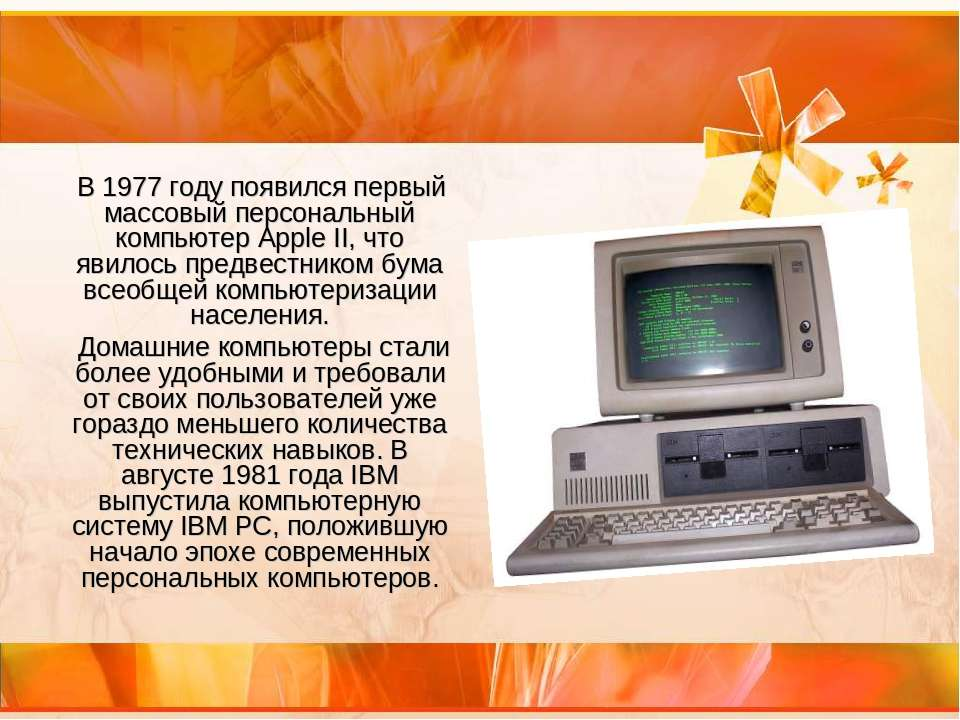 В 1977 году появился первый
массовый персональный
компьютер Apple II, что
явилось предвестником бума
всеобщей компьютеризации
населения.
Домашние компьютеры стали
более удобными и требовали
от своих пользователей уже
гораздо меньшего количества
технических навыков. В
августе 1981 года IBM
выпустила компьютерную
систему IBM PC, положившую
начало эпохе современных
персональных компьютеров.